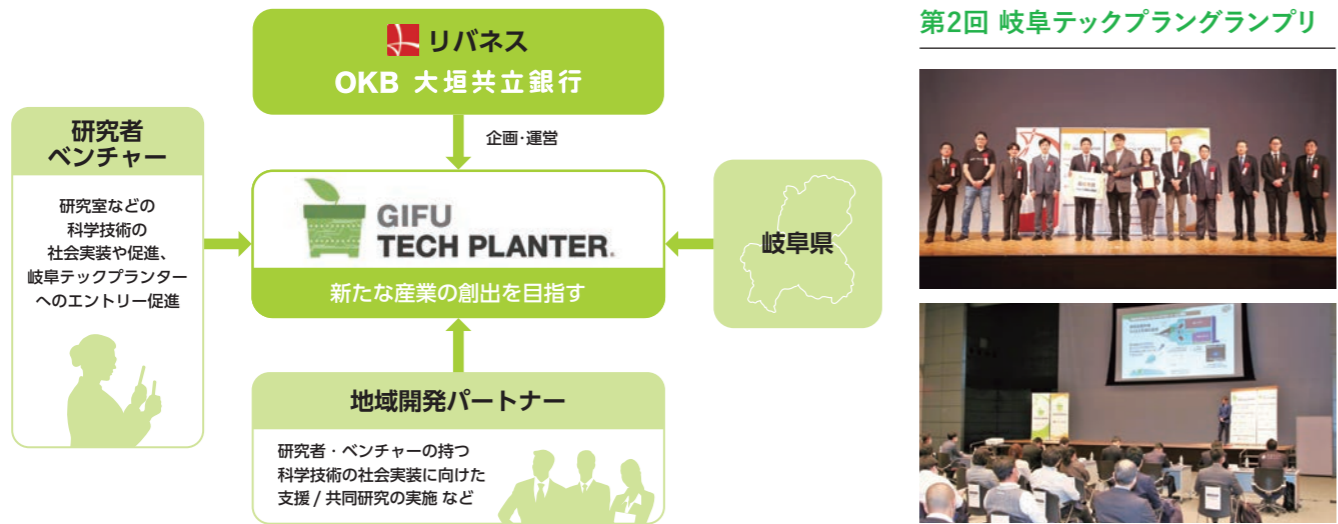 リバネス
OKB 大垣共立銀行
企画・運営
研究者
ベンチャー
研究室などの
科学技術の
社会実装や促進、
岐阜テックプランター
へのエントリー促進
GIFU
TECH PLANTER.
新たな産業の創出を目指す
岐阜県
地域開発パートナー
研究者・ベンチャーの持つ
科学技術の社会実装に向けた
支援 / 共同研究の実施 など
第2回 岐阜テックプラングランプリ